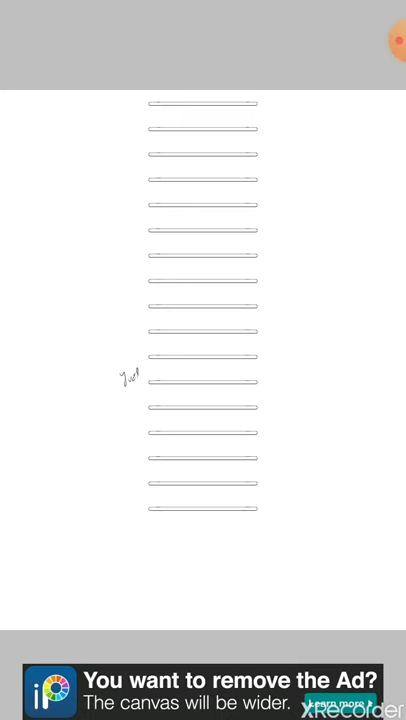 You want to remove the Ad?
The canvas will be wider.
Learn more
XRecorder